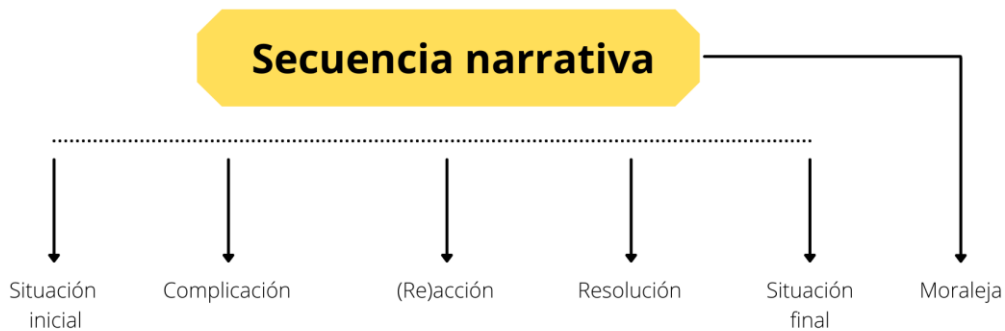 Secuencia narrativa
Situación
inicial
Complicación
(Re)acción
Resolución
Situación
final
Moraleja